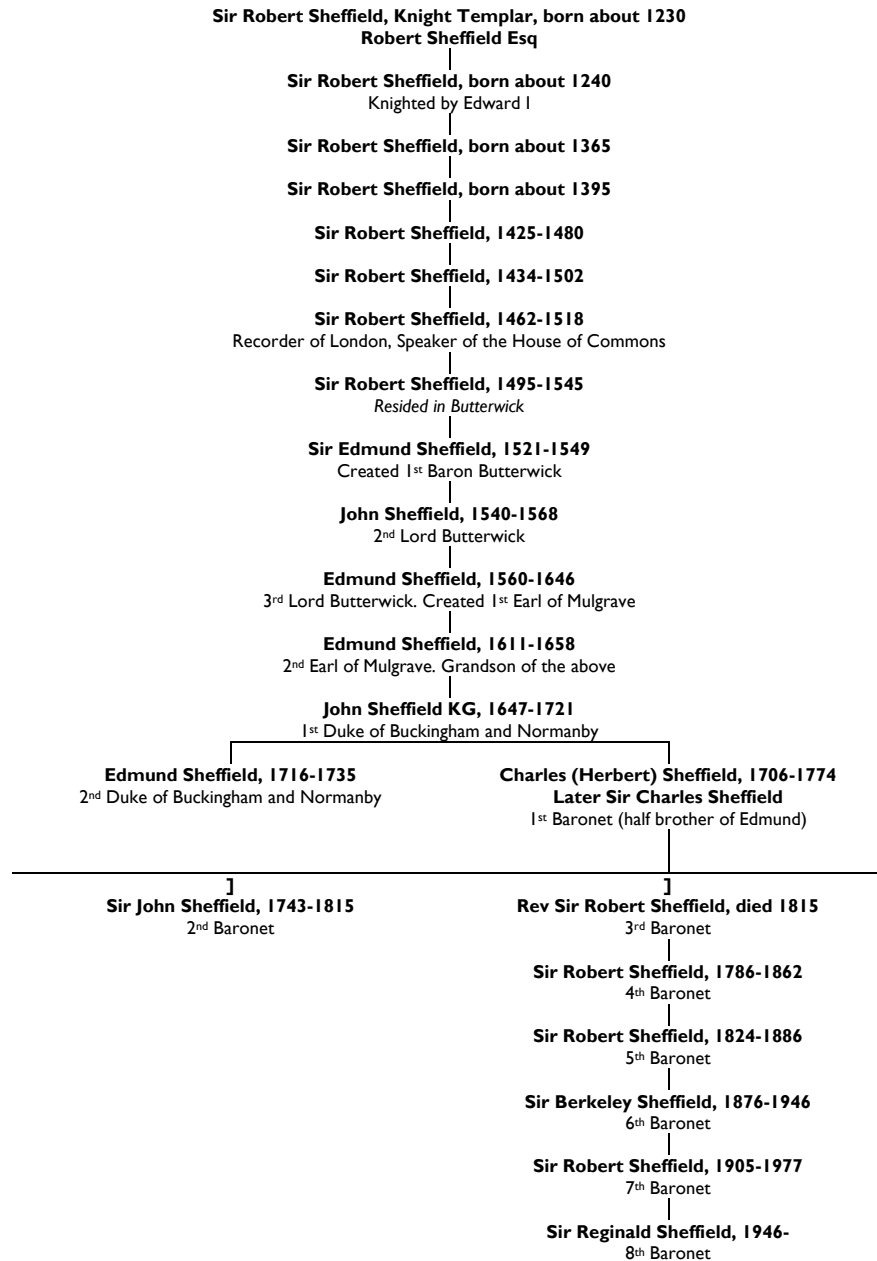 Sir Robert Sheffield, Knight Templar, born about 1230
Robert Sheffield Esq
Sir Robert Sheffield, born about 1240
Knighted by Edward I
Sir Robert Sheffield, born about 1365
Sir Robert Sheffield, born about 1395
Sir Robert Sheffield, 1425-1480
Sir Robert Sheffield, 1434-1502
Sir Robert Sheffield, 1462-1518
Recorder of London, Speaker of the House of Commons
Sir Robert Sheffield, 1495-1545
Resided in Butterwick
Sir Edmund Sheffield, 1521-1549
Created 1st Baron Butterwick
John Sheffield, 1540-1568
2nd Lord Butterwick
Edmund Sheffield, 1560-1646
3rd Lord Butterwick. Created 1st Earl of Mulgrave
Edmund Sheffield, 1611-1658
2nd Earl of Mulgrave. Grandson of the above
John Sheffield KG, 1647-1721
1st Duke of Buckingham and Normanby
Edmund Sheffield, 1716-1735
2nd Duke of Buckingham and Normanby
Charles (Herbert) Sheffield, 1706-1774
Later Sir Charles Sheffield
1st Baronet (half brother of Edmund)
]
Sir John Sheffield, 1743-1815
2nd Baronet
]
Rev Sir Robert Sheffield, died 1815
3rd Baronet
Sir Robert Sheffield, 1786-1862
4th Baronet
Sir Robert Sheffield, 1824-1886
5th Baronet
Sir Berkeley Sheffield, 1876-1946
6th Baronet
Sir Robert Sheffield, 1905-1977
7th Baronet
Sir Reginald Sheffield, 1946-
8th Baronet